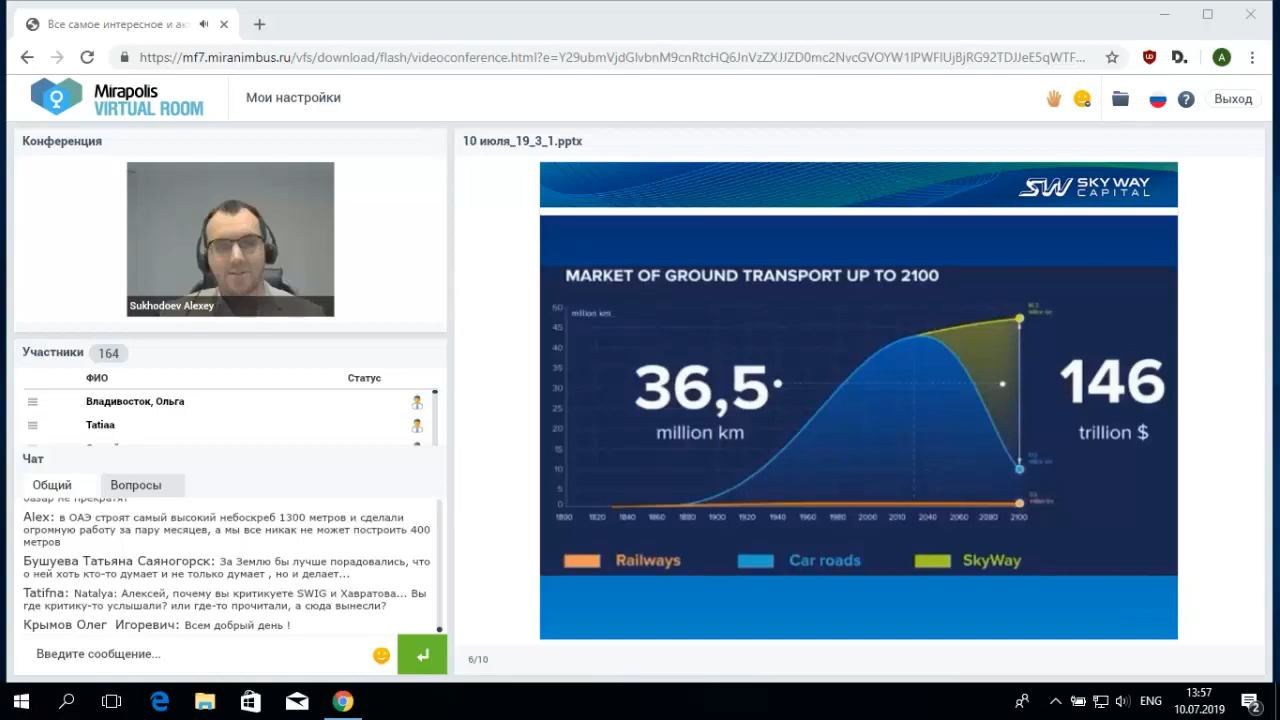 Все самое интересное и ак
https://mf7.miranimbus.ru/vfs/download/flash/videoconference.html?e=
A
Mirapolis
VIRTUAL ROOM
Мои настройки
Выход
Конференция
10 июля_19_3_1.pptx
Sukhodoev Alexey
Участники 164
ФИО Статус
Владивосток, Ольга
Tatiaa
Чат
Общий Вопросы
базар не прекратят
Alex: в ОАЭ строят самый высокий небоскреб 1300 метров и сделали
огромную работу за пару месяцев, а мы все никак не может построить 400
метров
Бушуева Татьяна Саяногорск: За Землю бы лучше порадовались, что
о ней хоть кто-то думает и не только думает , но и делает...
Tatifna: Natalya: Алексей, почему вы критикуете SWIG и Хавратова... Вы
где критику-то услышали? или где-то прочитали, а сюда вынесли?
Крымов Олег Игоревич: Всем добрый день !
Введите сообщение...
SW SKY WAY
CAPITAL
MARKET OF GROUND TRANSPORT UP TO 2100
million km
50
45
40
35
30
25
20
15
10
5
0
36,5
million km
146
trillion $
1800 1820 1840 1860 1880 1900 1920 1940 1960 1980 2000 2010 2020 2040 2060 2080 2100
Railways Car roads SkyWay
6/10
ENG
13:57
10.07.2019
2